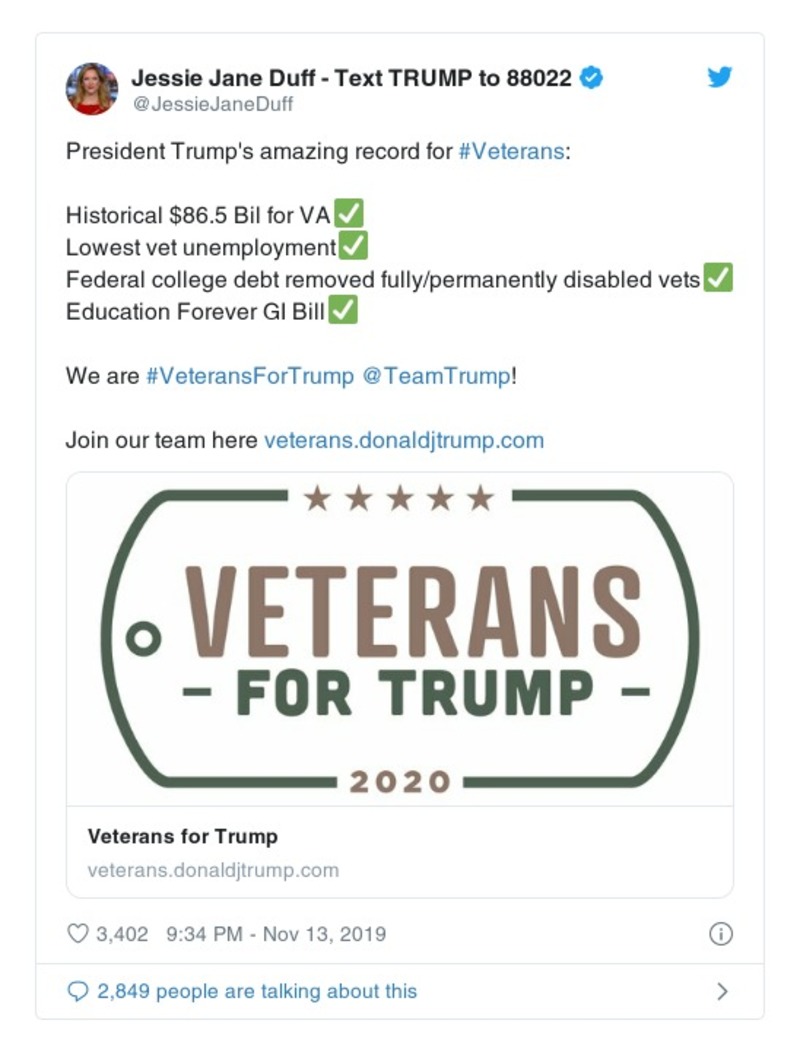 Jessie Jane Duff - Text TRUMP to 88022
@JessieJaneDuff
President Trump's amazing record for #Veterans:
Historical $86.5 Bil for VA✅
Lowest vet unemployment✅
Federal college debt removed fully/permanently disabled vets✅
Education Forever GI Bill✅
We are #VeteransForTrump @TeamTrump!
Join our team here veterans.donaldjtrump.com
VETERANS
- FOR TRUMP -
2020
Veterans for Trump
veterans.donaldjtrump.com
3,402 9:34 PM - Nov 13, 2019
2,849 people are talking about this